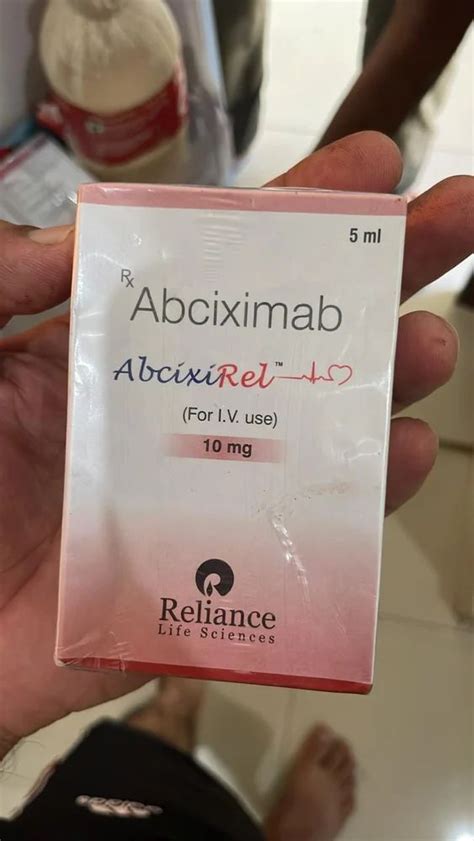 5 ml
Rx
Abciximab
AbcixiRel™
(For I.V. use)
10 mg
Reliance
Life Sciences